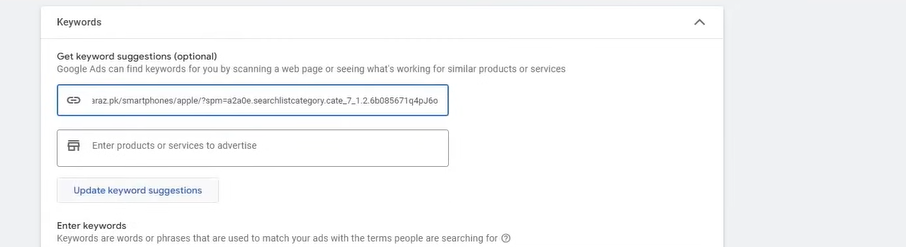 Keywords
Get keyword suggestions (optional)
Google Ads can find keywords for you by scanning a web page or seeing what's working for similar products or services
araz.pk/smartphones/apple/?spm=a2a0e.searchlistcategory.cate_7_1.2.6b085671q4pJ6o
Enter products or services to advertise
Update keyword suggestions
Enter keywords
Keywords are words or phrases that are used to match your ads with the terms people are searching for